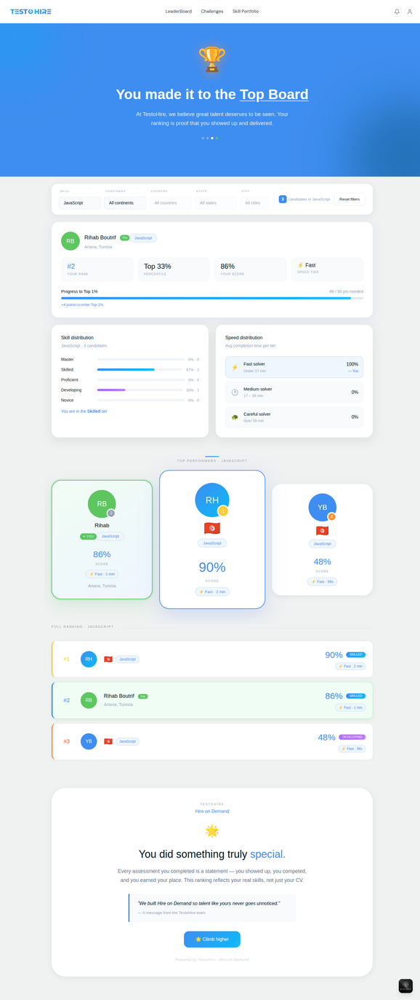 TESTOHIRE
LeaderBoard Challenges Skill Portfolio
You made it to the Top Board
At TestoHire, we believe great talent deserves to be seen. Your
ranking is proof that you showed up and delivered.
SKILL CONTINENT COUNTRY STATE CITY
JavaScript All continents All countries All states All cities 3 candidates in JavaScript Reset filters
RB Rihab Boutrif You JavaScript
Ariana, Tunisia
#2 Top 33% 86% ⚡ Fast
YOUR RANK PERCENTILE YOUR SCORE SPEED TIER
Progress to Top 1% 86 / 90 pts needed
+4 points to enter Top 1%
Skill distribution
JavaScript · 3 candidates
Master 0% · 0
Skilled 67% · 2
Proficient 0% · 0
Developing 33% · 1
Novice 0% · 0
You are in the Skilled tier
Speed distribution
Avg completion time per tier
Fast solver 100%
Under 17 min — You
Medium solver 0%
17 – 28 min
Careful solver 0%
Over 28 min
TOP PERFORMERS · JAVASCRIPT
RB
2
Rihab
✦ YOU JavaScript
86%
SCORE
⚡ Fast · 1 min
Ariana, Tunisia
RH
1
JavaScript
90%
SCORE
⚡ Fast · 2 min
YB
3
JavaScript
48%
SCORE
⚡ Fast · 58s
FULL RANKING · JAVASCRIPT
#1 RH JavaScript 90% SKILLED
⚡ Fast · 2 min
#2 RB Rihab Boutrif You 86% SKILLED
Ariana, Tunisia ⚡ Fast · 1 min
#3 YB JavaScript 48% DEVELOPING
⚡ Fast · 58s
TESTOHIRE
Hire on Demand
You did something truly special.
Every assessment you completed is a statement — you showed up, you competed,
and you earned your place. This ranking reflects your real skills, not just your CV.
"We built Hire on Demand so talent like yours never goes unnoticed."
— A message from the TestoHire team
🌟 Climb higher
Powered by TestoHire · Hire on Demand